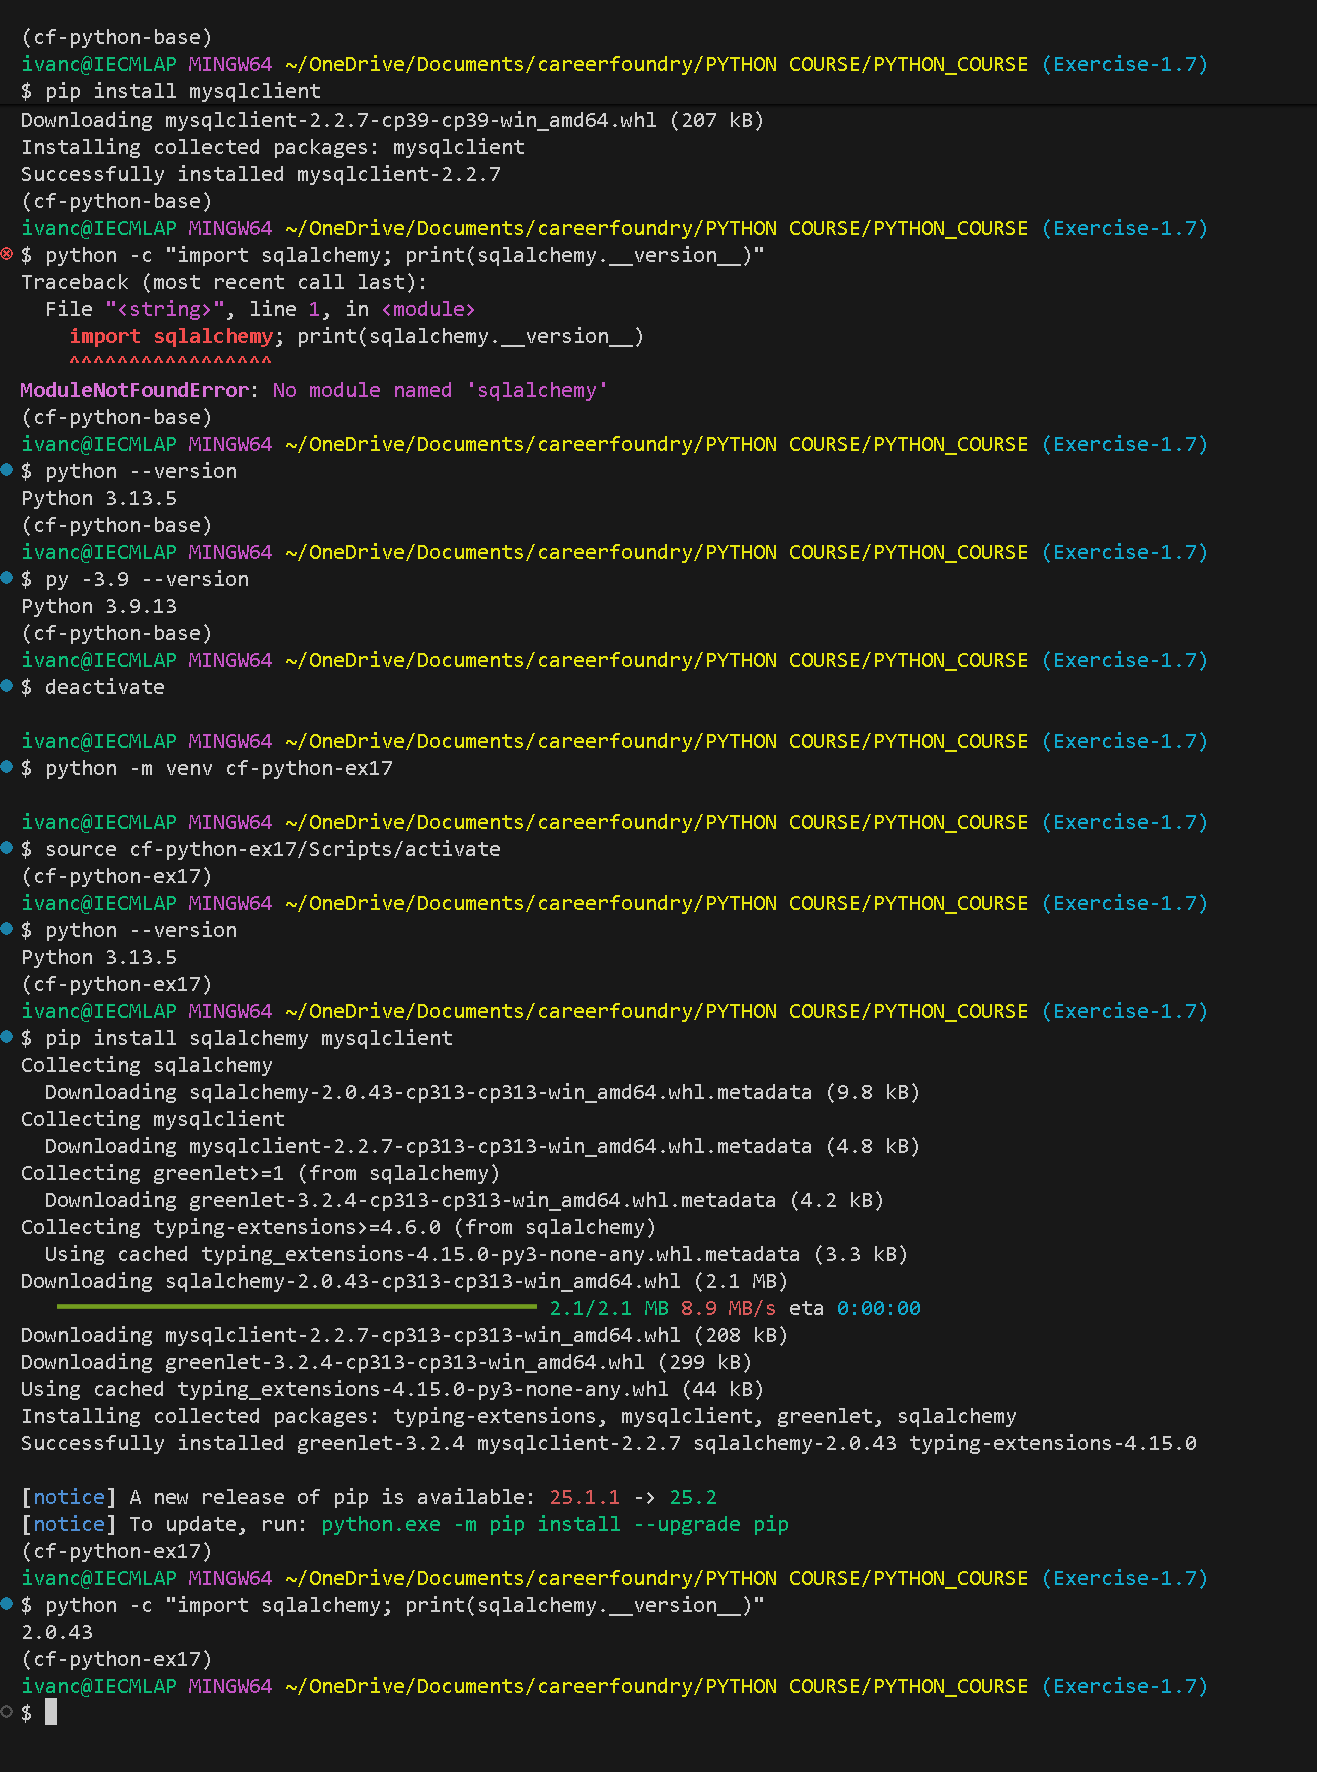 (cf-python-base)
ivanc@IECMLAP MINGW64 ~/OneDrive/Documents/careerfoundry/PYTHON COURSE/PYTHON_COURSE (Exercise-1.7)
$ pip install mysqlclient
Downloading mysqlclient-2.2.7-cp39-cp39-win_amd64.whl (207 kB)
Installing collected packages: mysqlclient
Successfully installed mysqlclient-2.2.7
(cf-python-base)
ivanc@IECMLAP MINGW64 ~/OneDrive/Documents/careerfoundry/PYTHON COURSE/PYTHON_COURSE (Exercise-1.7)
$ python -c "import sqlalchemy; print(sqlalchemy.__version__)"
Traceback (most recent call last):
  File "<string>", line 1, in <module>
    import sqlalchemy; print(sqlalchemy.__version__)
    ^^^^^^^^^^^^^^^^^
ModuleNotFoundError: No module named 'sqlalchemy'
(cf-python-base)
ivanc@IECMLAP MINGW64 ~/OneDrive/Documents/careerfoundry/PYTHON COURSE/PYTHON_COURSE (Exercise-1.7)
$ python --version
Python 3.13.5
(cf-python-base)
ivanc@IECMLAP MINGW64 ~/OneDrive/Documents/careerfoundry/PYTHON COURSE/PYTHON_COURSE (Exercise-1.7)
$ py -3.9 --version
Python 3.9.13
(cf-python-base)
ivanc@IECMLAP MINGW64 ~/OneDrive/Documents/careerfoundry/PYTHON COURSE/PYTHON_COURSE (Exercise-1.7)
$ deactivate
ivanc@IECMLAP MINGW64 ~/OneDrive/Documents/careerfoundry/PYTHON COURSE/PYTHON_COURSE (Exercise-1.7)
$ python -m venv cf-python-ex17
ivanc@IECMLAP MINGW64 ~/OneDrive/Documents/careerfoundry/PYTHON COURSE/PYTHON_COURSE (Exercise-1.7)
$ source cf-python-ex17/Scripts/activate
(cf-python-ex17)
ivanc@IECMLAP MINGW64 ~/OneDrive/Documents/careerfoundry/PYTHON COURSE/PYTHON_COURSE (Exercise-1.7)
$ python --version
Python 3.13.5
(cf-python-ex17)
ivanc@IECMLAP MINGW64 ~/OneDrive/Documents/careerfoundry/PYTHON COURSE/PYTHON_COURSE (Exercise-1.7)
$ pip install sqlalchemy mysqlclient
Collecting sqlalchemy
  Downloading sqlalchemy-2.0.43-cp313-cp313-win_amd64.whl.metadata (9.8 kB)
Collecting mysqlclient
  Downloading mysqlclient-2.2.7-cp313-cp313-win_amd64.whl.metadata (4.8 kB)
Collecting greenlet>=1 (from sqlalchemy)
  Downloading greenlet-3.2.4-cp313-cp313-win_amd64.whl.metadata (4.2 kB)
Collecting typing-extensions>=4.6.0 (from sqlalchemy)
  Using cached typing_extensions-4.15.0-py3-none-any.whl.metadata (3.3 kB)
Downloading sqlalchemy-2.0.43-cp313-cp313-win_amd64.whl (2.1 MB)
2.1/2.1 MB 8.9 MB/s eta 0:00:00
Downloading mysqlclient-2.2.7-cp313-cp313-win_amd64.whl (208 kB)
Downloading greenlet-3.2.4-cp313-cp313-win_amd64.whl (299 kB)
Using cached typing_extensions-4.15.0-py3-none-any.whl (44 kB)
Installing collected packages: typing-extensions, mysqlclient, greenlet, sqlalchemy
Successfully installed greenlet-3.2.4 mysqlclient-2.2.7 sqlalchemy-2.0.43 typing-extensions-4.15.0
[notice] A new release of pip is available: 25.1.1 -> 25.2
[notice] To update, run: python.exe -m pip install --upgrade pip
(cf-python-ex17)
ivanc@IECMLAP MINGW64 ~/OneDrive/Documents/careerfoundry/PYTHON COURSE/PYTHON_COURSE (Exercise-1.7)
$ python -c "import sqlalchemy; print(sqlalchemy.__version__)"
2.0.43
(cf-python-ex17)
ivanc@IECMLAP MINGW64 ~/OneDrive/Documents/careerfoundry/PYTHON COURSE/PYTHON_COURSE (Exercise-1.7)
$